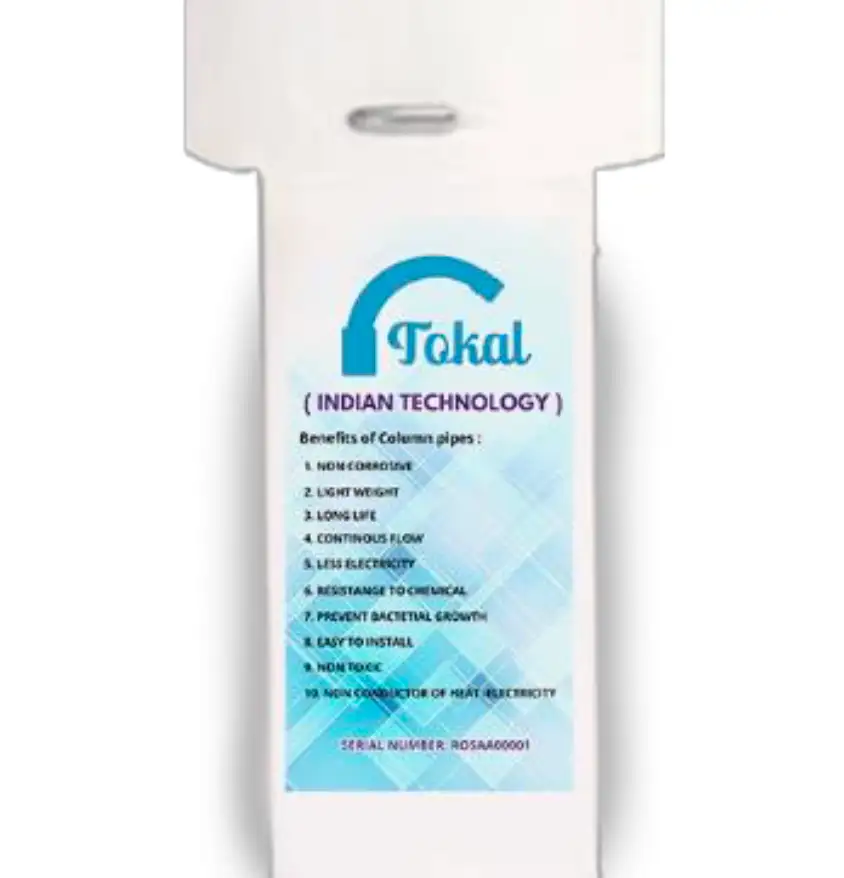 Tokal
( INDIAN TECHNOLOGY )
Benefits of Column pipes :
1. NON CORROSIVE
2. LIGHT WEIGHT
3. LONG LIFE
4. CONTINOUS FLOW
5. LESS ELECTRICITY
6. RESISTANGE TO CHEMICAL
7. PREVENT BACTETIAL GROWTH
8. EASY TO INSTALL
9. NON TOXIC
10. NON CONDUCTOR OF HEAT /ELECTRICITY
SERIAL NUMBER: ROSAA00001